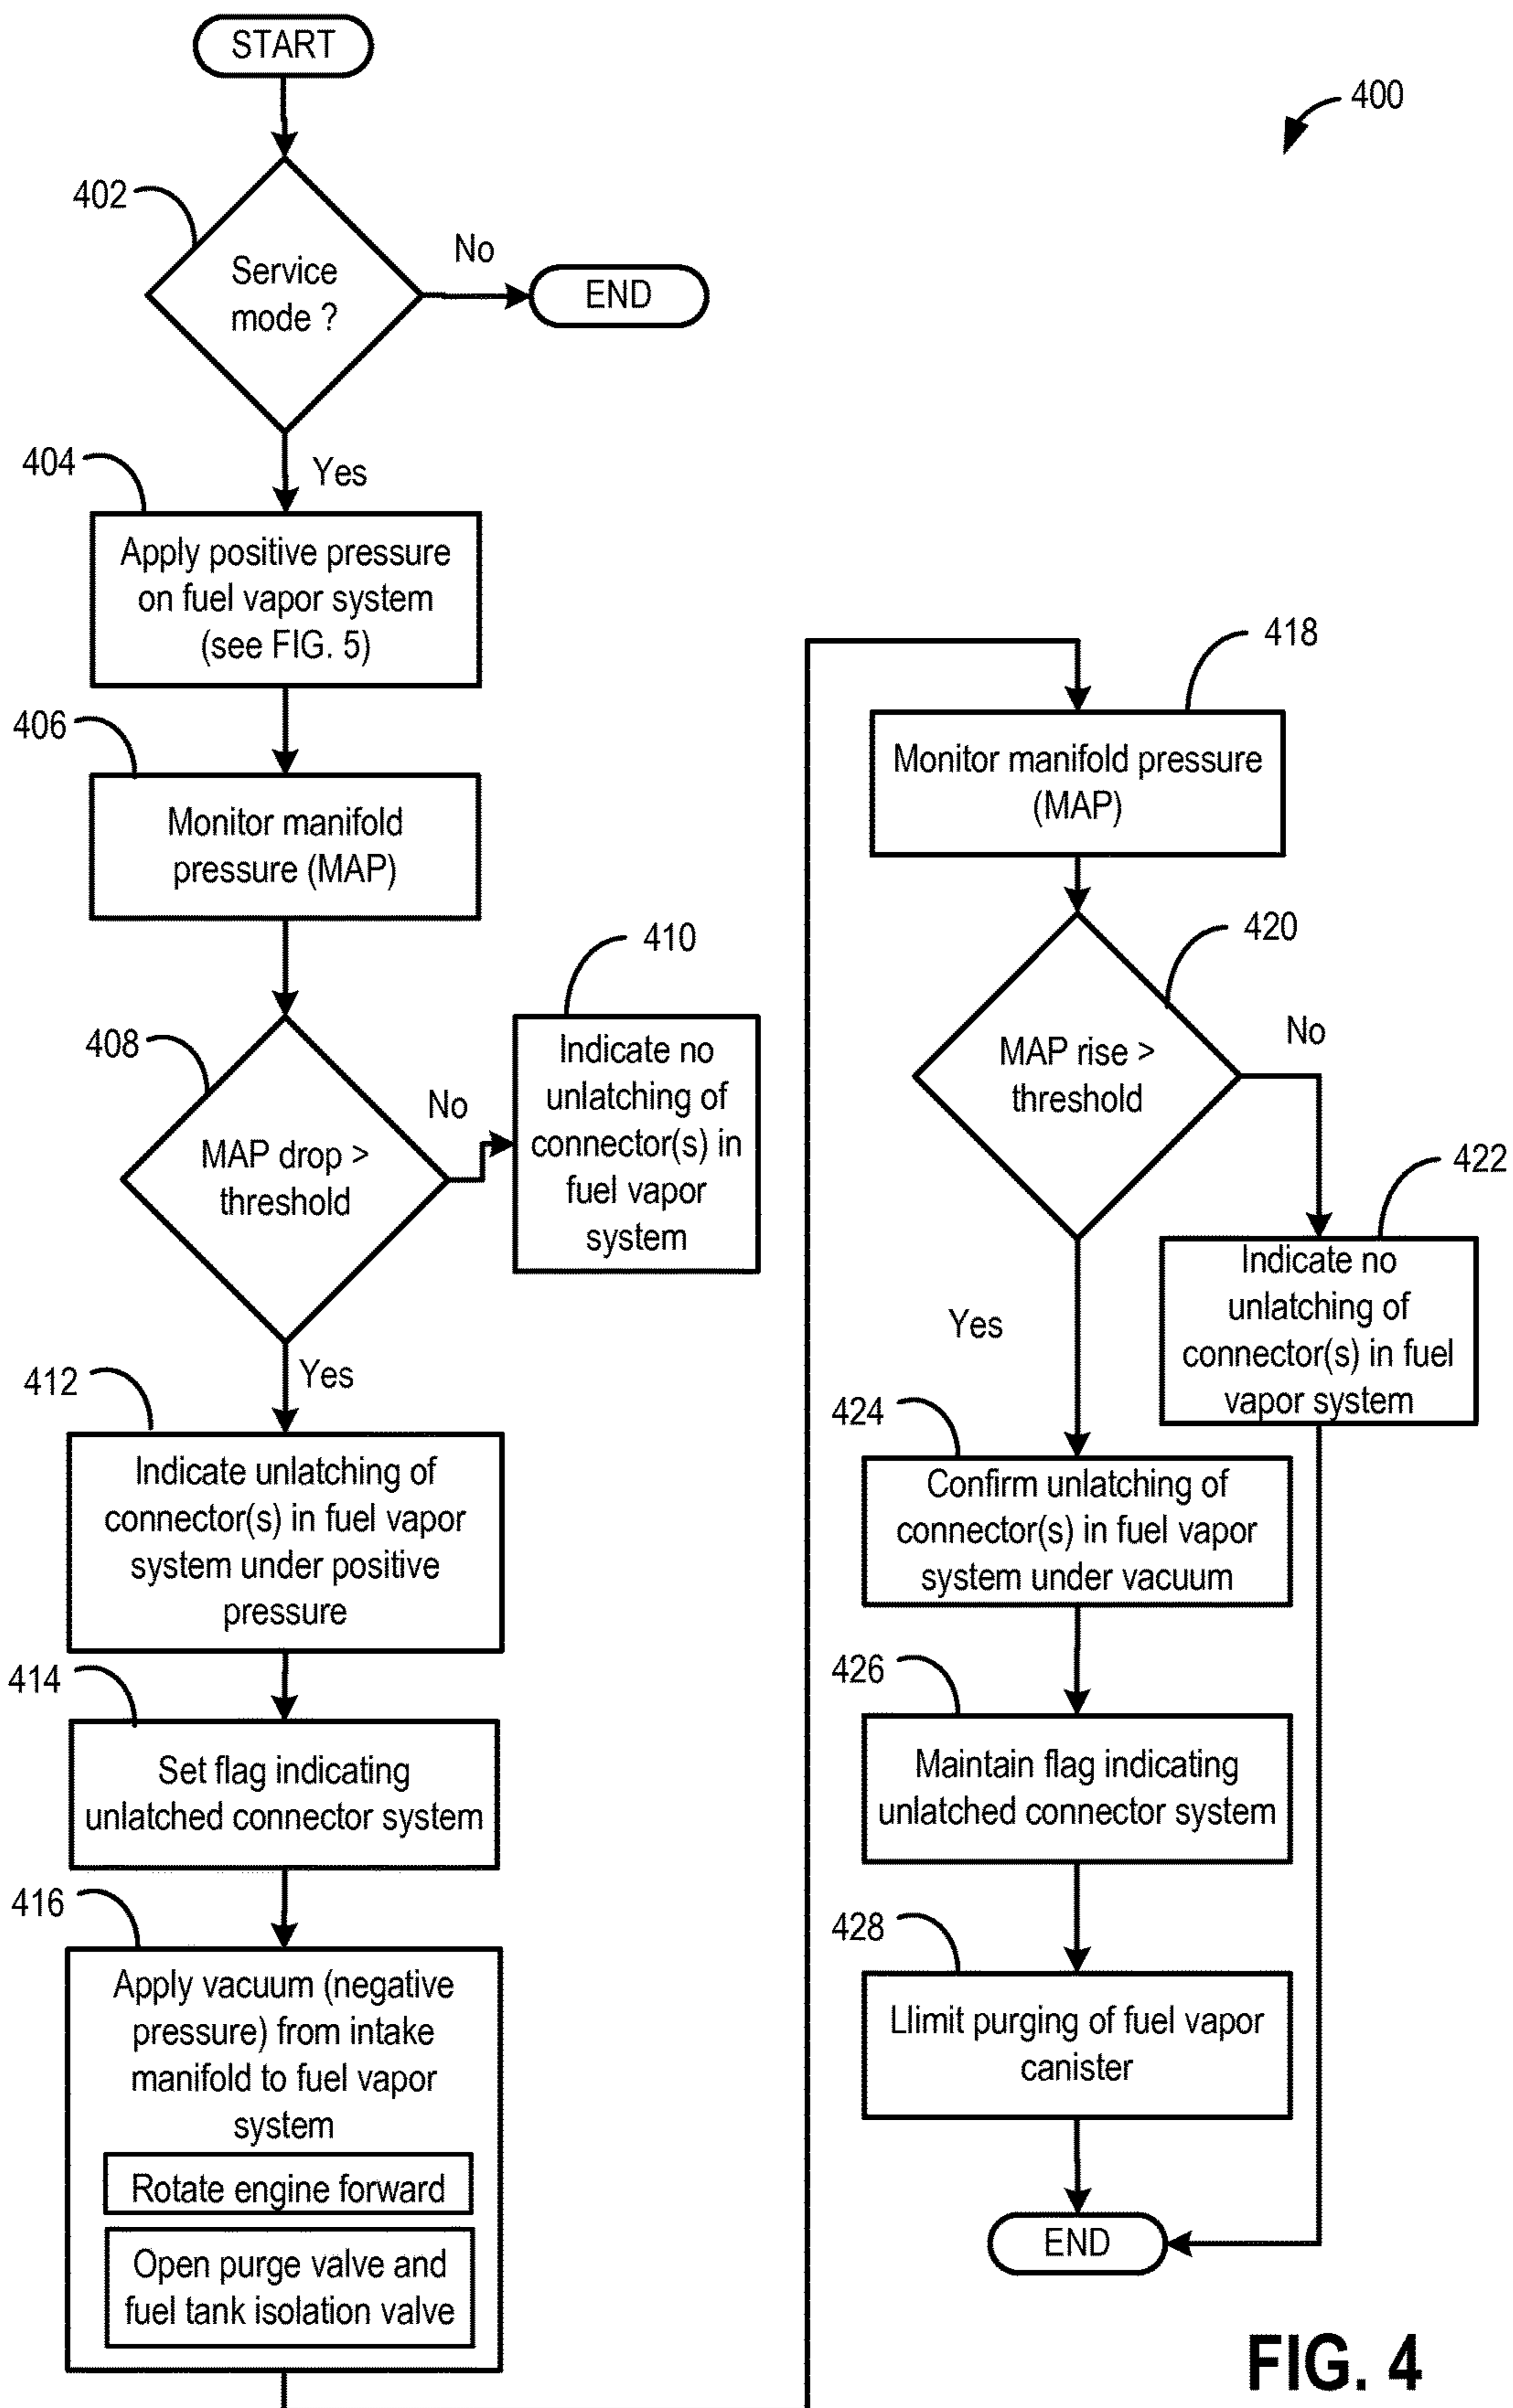 START
400
402
Service
mode ?
No
END
404
Yes
Apply positive pressure
on fuel vapor system
(see FIG. 5)
406
Monitor manifold
pressure (MAP)
408
MAP drop >
threshold
No
410
Indicate no
unlatching of
connector(s) in
fuel vapor
system
Yes
412
Indicate unlatching of
connector(s) in fuel vapor
system under positive
pressure
414
Set flag indicating
unlatched connector system
416
Apply vacuum (negative
pressure) from intake
manifold to fuel vapor
system
Rotate engine forward
Open purge valve and
fuel tank isolation valve
418
Monitor manifold pressure
(MAP)
420
MAP rise >
threshold
No
422
Indicate no
unlatching of
connector(s) in fuel
vapor system
Yes
424
Confirm unlatching of
connector(s) in fuel vapor
system under vacuum
426
Maintain flag indicating
unlatched connector system
428
Llimit purging of fuel vapor
canister
END
FIG. 4